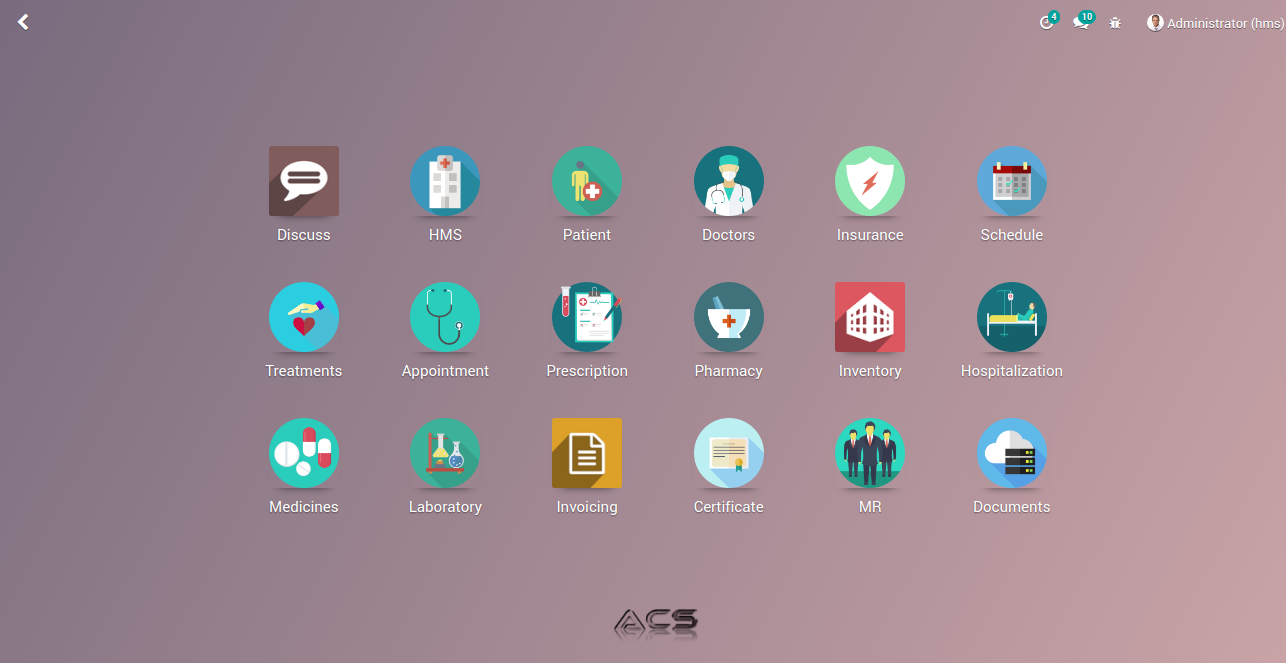 4 10 Administrator (hms)
Discuss HMS Patient Doctors Insurance Schedule
Treatments Appointment Prescription Pharmacy Inventory Hospitalization
Medicines Laboratory Invoicing Certificate MR Documents
ACS